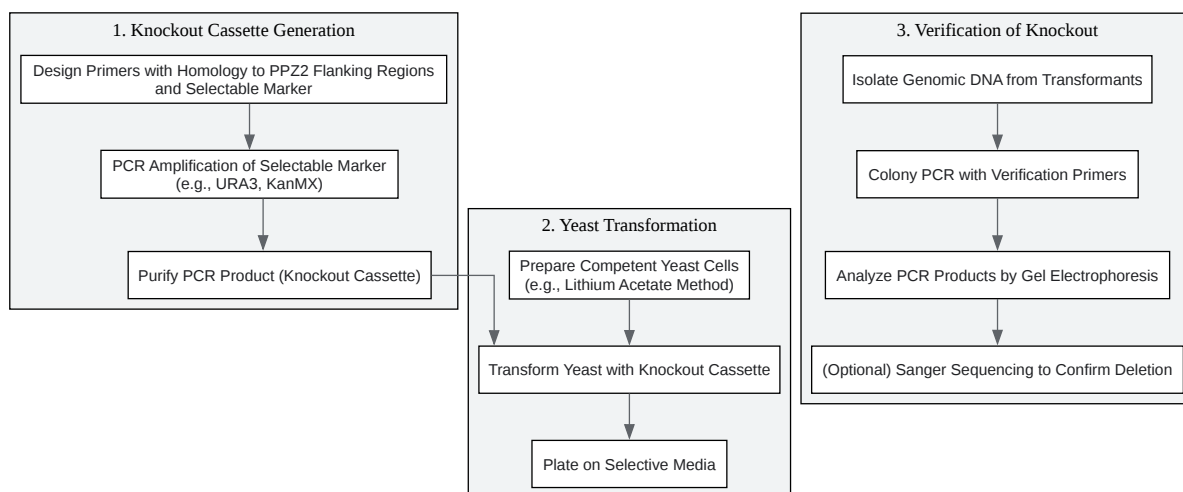 1. Knockout Cassette Generation
Design Primers with Homology to PPZ2 Flanking Regions
and Selectable Marker
PCR Amplification of Selectable Marker
(e.g., URA3, KanMX)
Purify PCR Product (Knockout Cassette)
2. Yeast Transformation
Prepare Competent Yeast Cells
(e.g., Lithium Acetate Method)
Transform Yeast with Knockout Cassette
Plate on Selective Media
3. Verification of Knockout
Isolate Genomic DNA from Transformants
Colony PCR with Verification Primers
Analyze PCR Products by Gel Electrophoresis
(Optional) Sanger Sequencing to Confirm Deletion